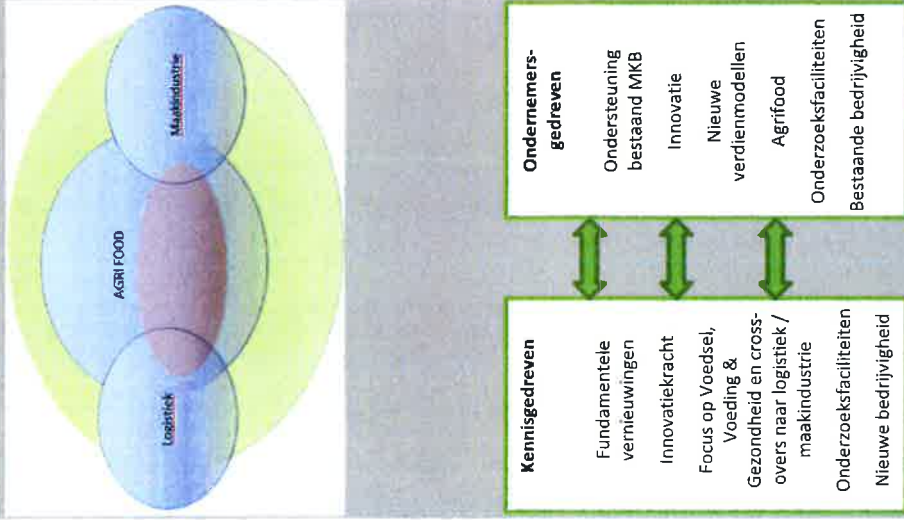 Logistiek
AGRI FOOD
Maakindustrie
Kennisgedreven
Fundamentele
vernieuwingen
Innovatiekracht
Focus op Voedsel,
Voeding &
Gezondheid en cross-
overs naar logistiek /
maakindustrie
Onderzoeksfaciliteiten
Nieuwe bedrijvigheid
Ondernemers-
gedreven
Ondersteuning
bestaand MKB
Innovatie
Nieuwe
verdienmodellen
Agrifood
Onderzoeksfaciliteiten
Bestaande bedrijvigheid